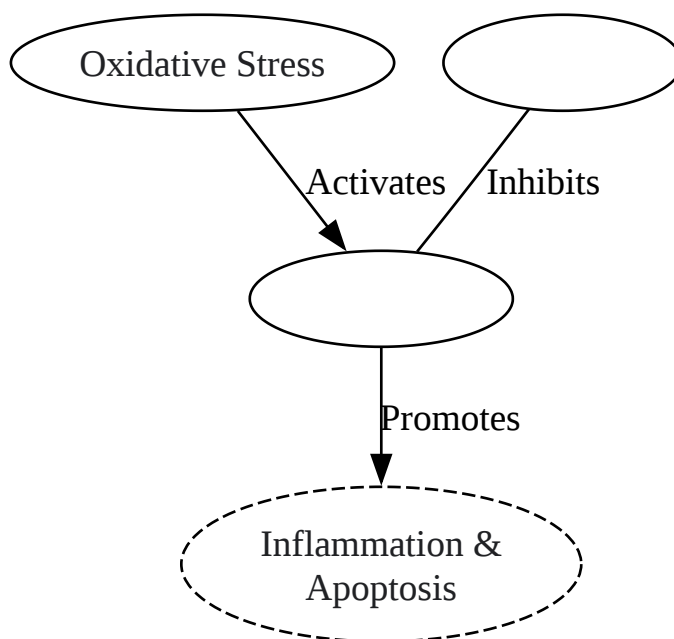 Oxidative Stress
Activates
Inhibits
Promotes
Inflammation &
Apoptosis